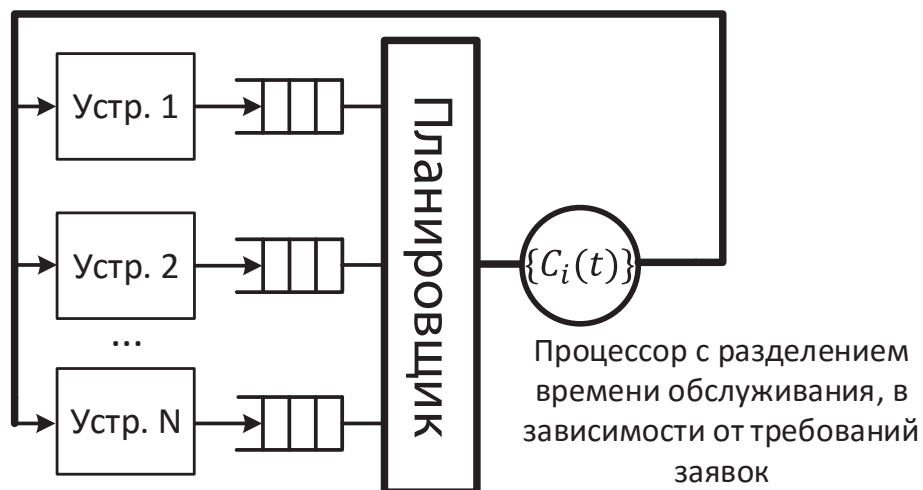 Устр. 1
Устр. 2
...
Устр. N
Планировщик
{C_i(t)}
Процессор с разделением
времени обслуживания, в
зависимости от требований
заявок